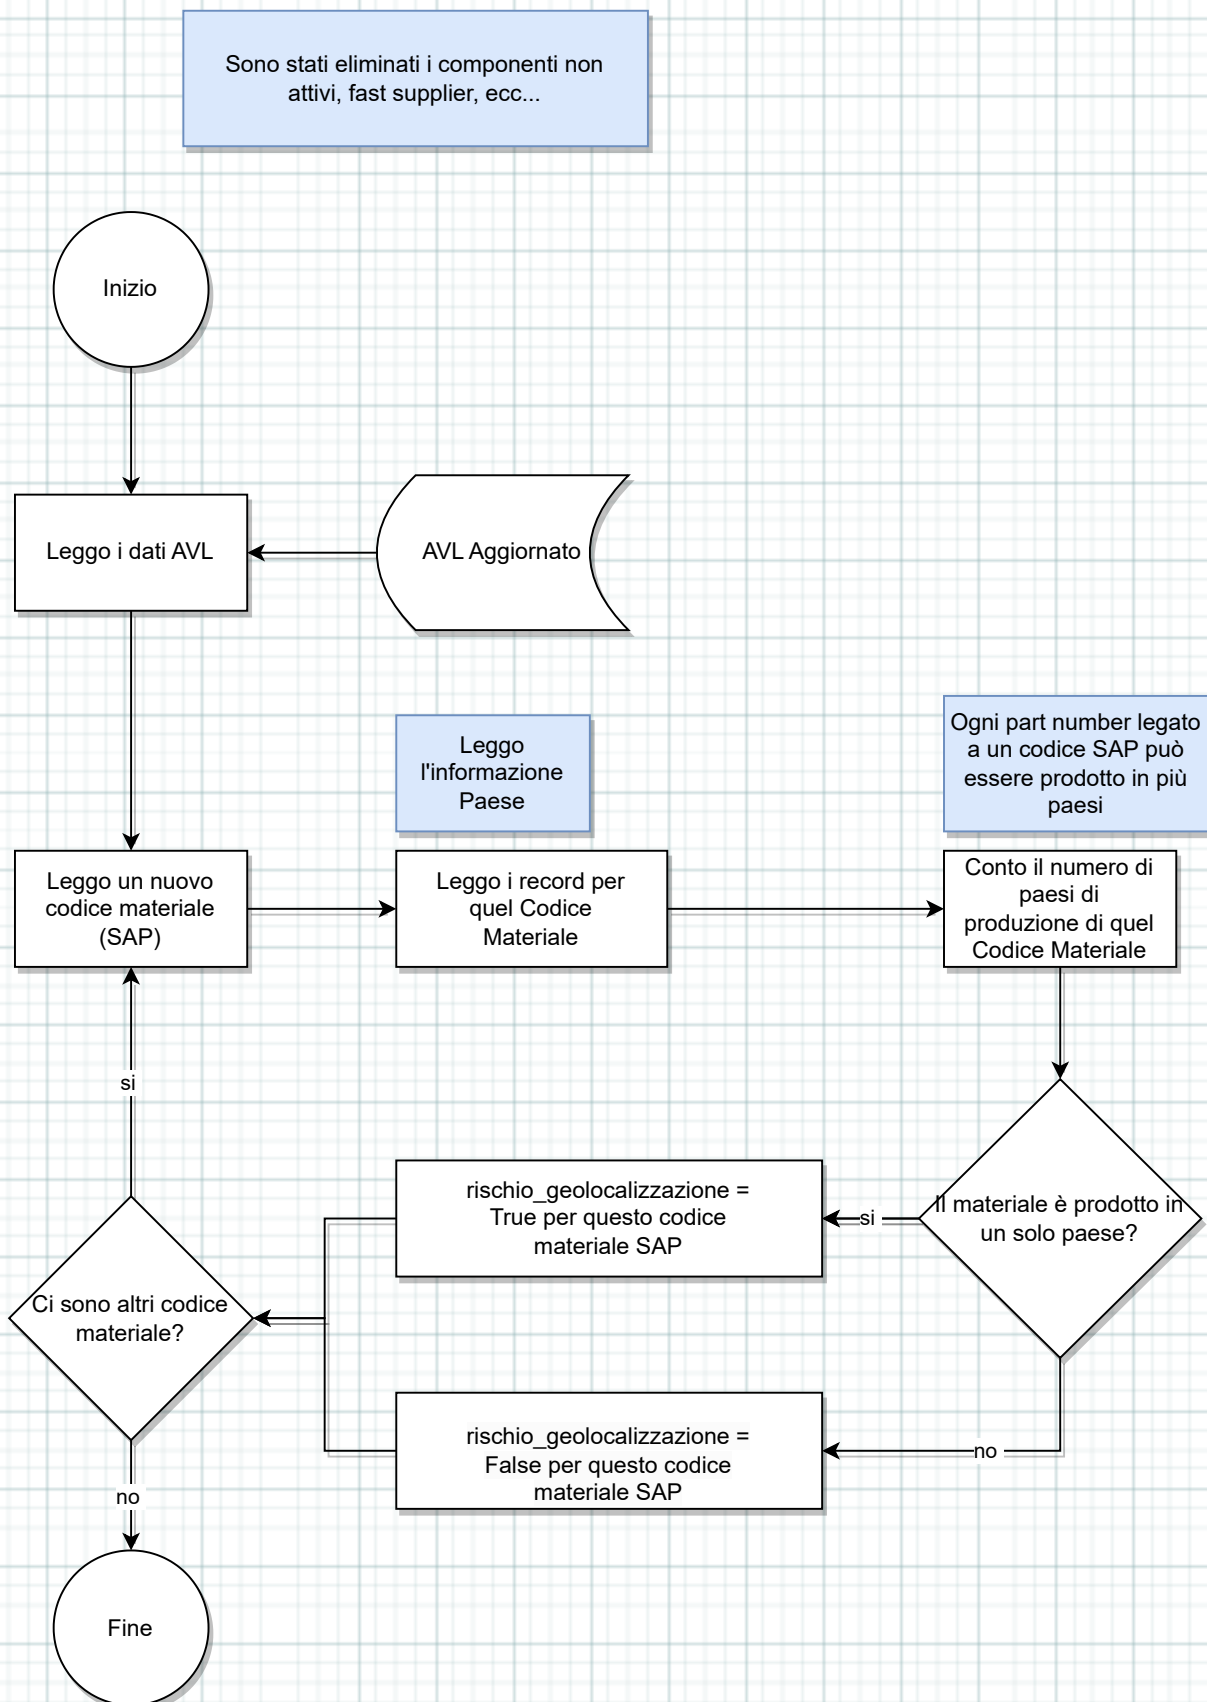 Sono stati eliminati i componenti non
attivi, fast supplier, ecc...
Inizio
Leggo i dati AVL
AVL Aggiornato
Leggo
l'informazione
Paese
Ogni part number legato
a un codice SAP può
essere prodotto in più
paesi
Leggo un nuovo
codice materiale
(SAP)
Leggo i record per
quel Codice
Materiale
Conto il numero di
paesi di
produzione di quel
Codice Materiale
si
rischio_geolocalizzazione =
True per questo codice
materiale SAP
si
Il materiale è prodotto in
un solo paese?
Ci sono altri codice
materiale?
rischio_geolocalizzazione =
False per questo codice
materiale SAP
no
no
Fine